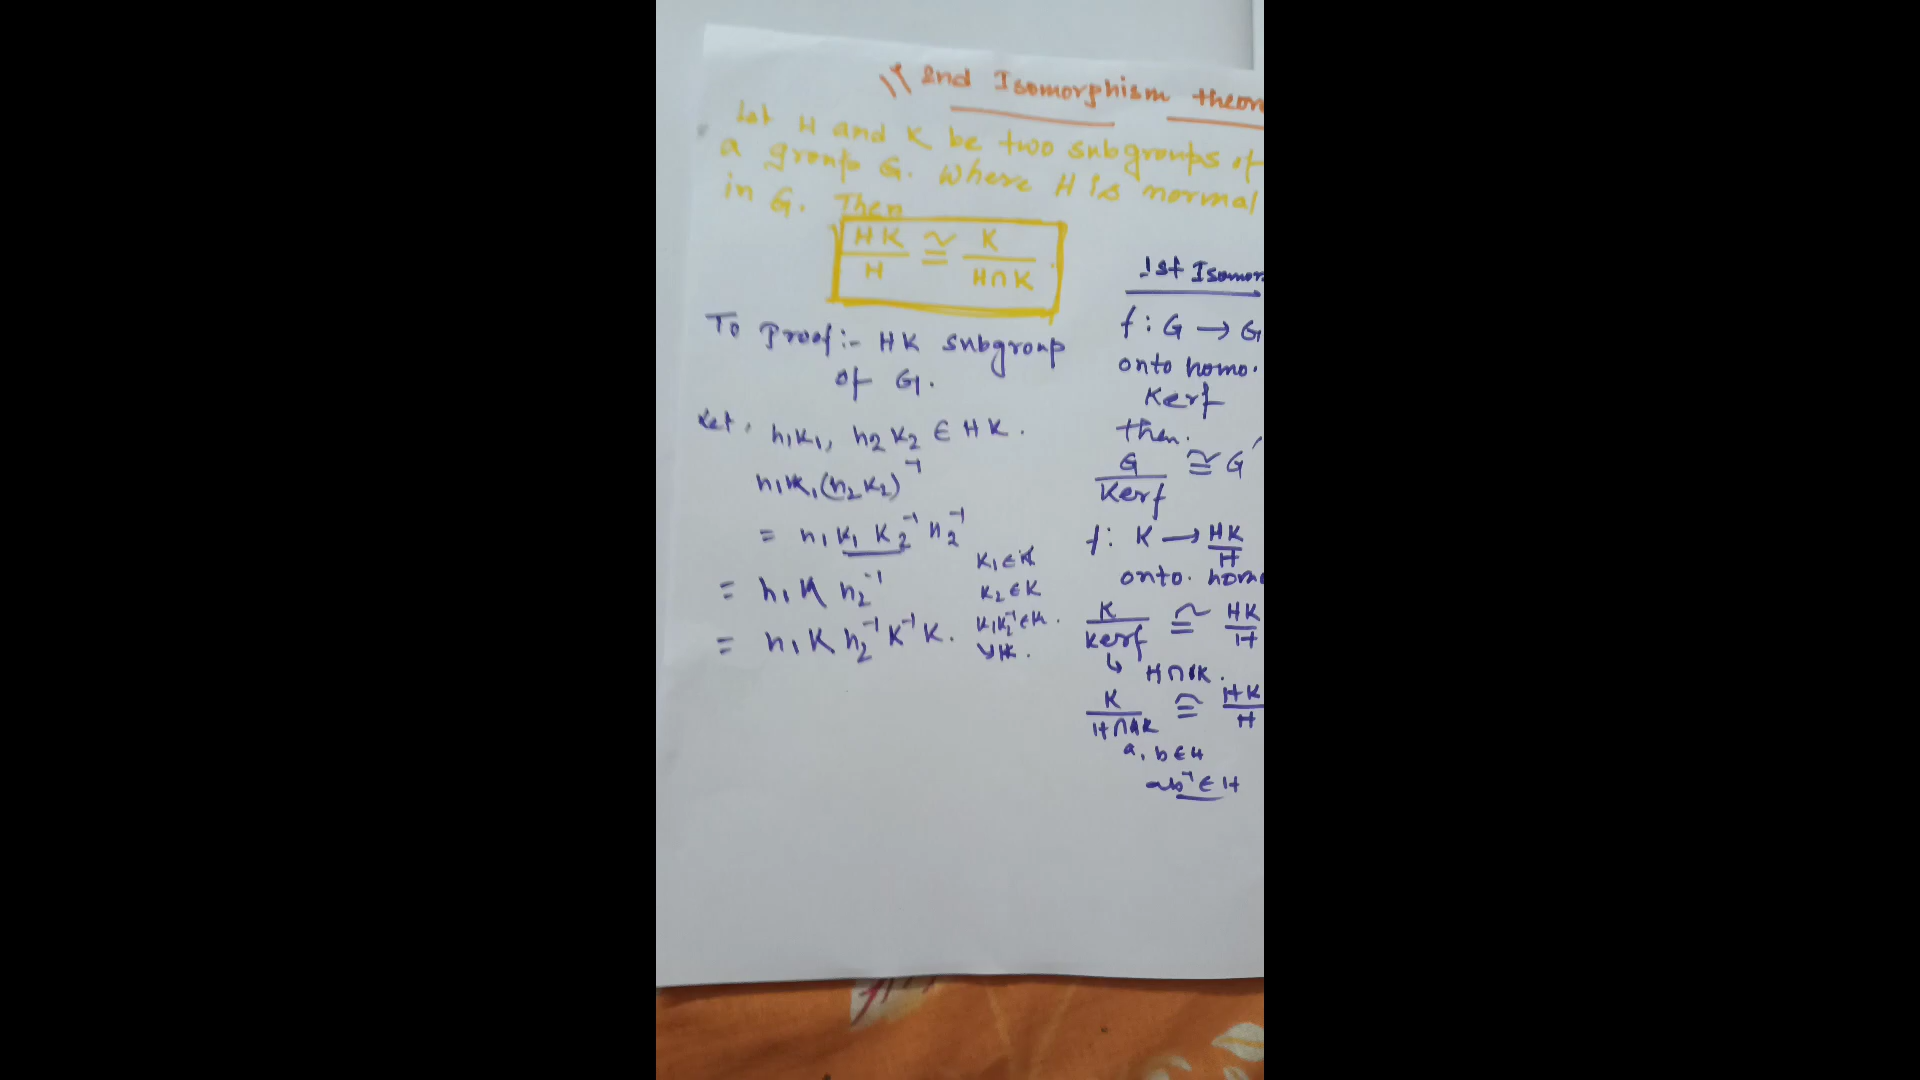 2nd Isomorphism theor
Let H and K be two subgroups of
a group G. Where H is normal
in G. Then
HK/H ≅ K/H∩K .
To Proof:- HK subgroup
of G.
Let, h₁k₁, h₂k₂ ∈ HK.
h₁k₁(h₂k₂)⁻¹
= h₁k₁ k₂⁻¹ h₂⁻¹
= h₁ K h₂⁻¹
= h₁ K h₂⁻¹ K⁻¹ K.
K₁ ∈ K
K₂ ∈ K
K₁K₂⁻¹ ∈ K.
1st Isomor
f : G → G
onto homo.
Kerf
then.
G/Kerf ≅ G′
f: K → HK/H
onto. homo
K/Kerf ≅ HK/H
↳ H∩K.
K/H∩K ≅ HK/H
a, b ∈ H
ab⁻¹ ∈ H